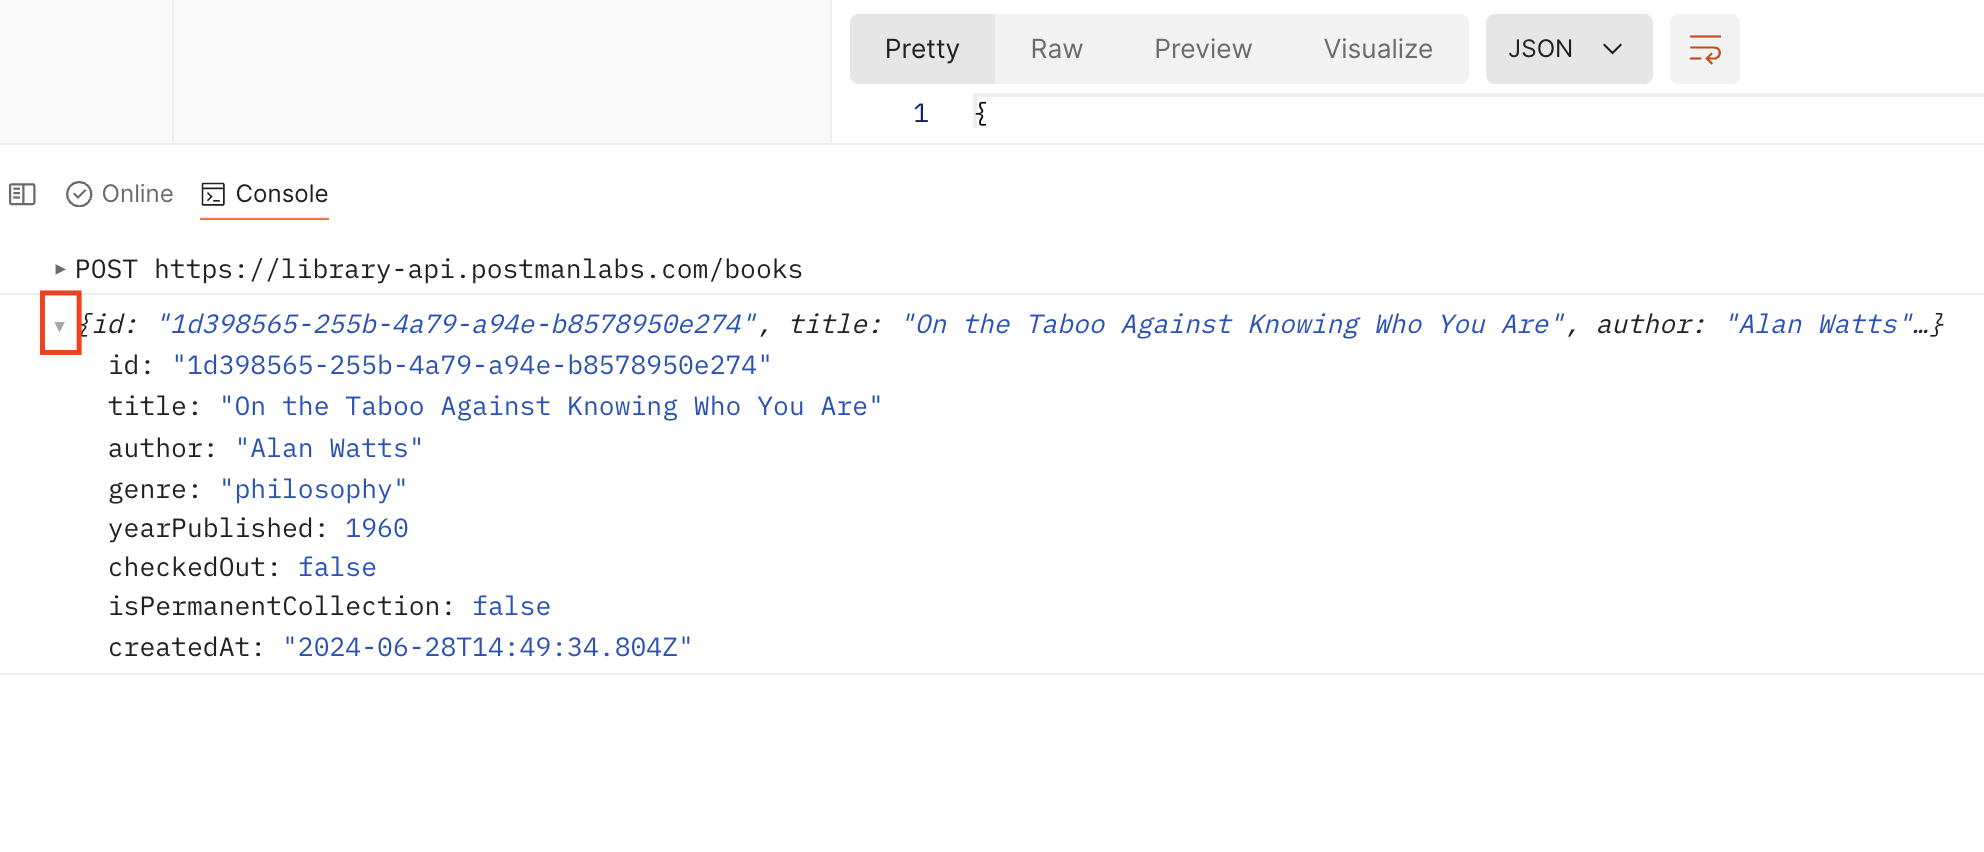 Pretty Raw Preview Visualize JSON
1 {
Online Console
POST https://library-api.postmanlabs.com/books
{id: "1d398565-255b-4a79-a94e-b8578950e274", title: "On the Taboo Against Knowing Who You Are", author: "Alan Watts"…}
id: "1d398565-255b-4a79-a94e-b8578950e274"
title: "On the Taboo Against Knowing Who You Are"
author: "Alan Watts"
genre: "philosophy"
yearPublished: 1960
checkedOut: false
isPermanentCollection: false
createdAt: "2024-06-28T14:49:34.804Z"